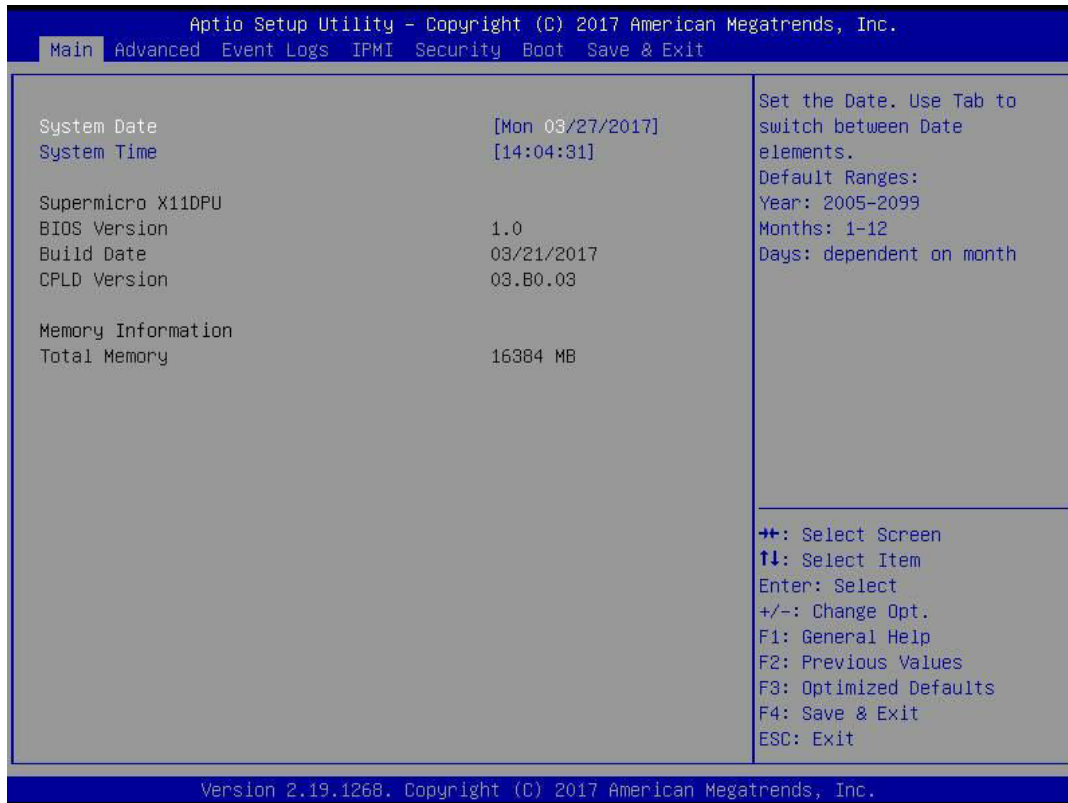 Aptio Setup Utility – Copyright (C) 2017 American Megatrends, Inc.
Main Advanced Event Logs IPMI Security Boot Save & Exit
System Date [Mon 03/27/2017]
System Time [14:04:31]
Supermicro X11DPU
BIOS Version 1.0
Build Date 03/21/2017
CPLD Version 03.B0.03
Memory Information
Total Memory 16384 MB
Set the Date. Use Tab to
switch between Date
elements.
Default Ranges:
Year: 2005-2099
Months: 1-12
Days: dependent on month
→←: Select Screen
↑↓: Select Item
Enter: Select
+/-: Change Opt.
F1: General Help
F2: Previous Values
F3: Optimized Defaults
F4: Save & Exit
ESC: Exit
Version 2.19.1268. Copyright (C) 2017 American Megatrends, Inc.